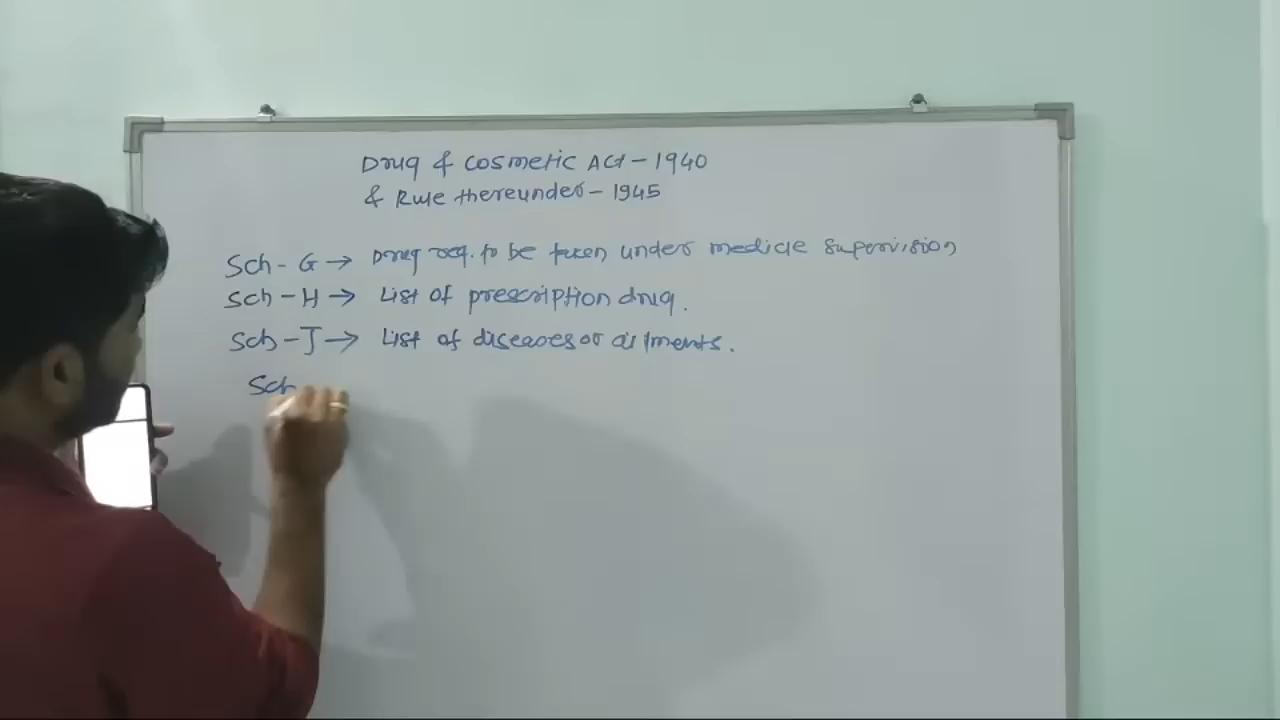 Drug & Cosmetic Act - 1940
& Rule thereunder - 1945
Sch - G → Drug req. to be taken under medicle supervision
Sch - H → List of prescription drug.
Sch - J → List of diseases or ailments.
Sch